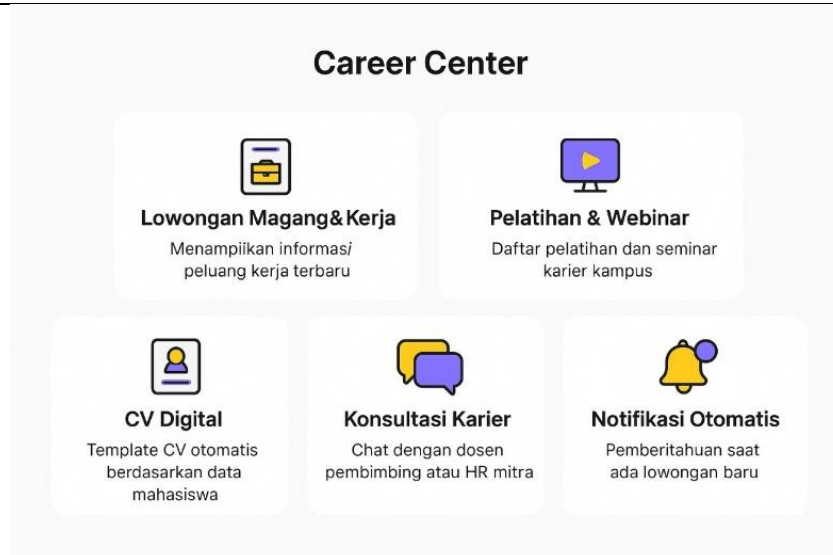 Career Center
Lowongan Magang&Kerja
Menampiikan informasi
peluang kerja terbaru
Pelatihan & Webinar
Daftar pelatihan dan seminar
karier kampus
CV Digital
Template CV otomatis
berdasarkan data
mahasiswa
Konsultasi Karier
Chat dengan dosen
pembimbing atau HR mitra
Notifikasi Otomatis
Pemberitahuan saat
ada lowongan baru